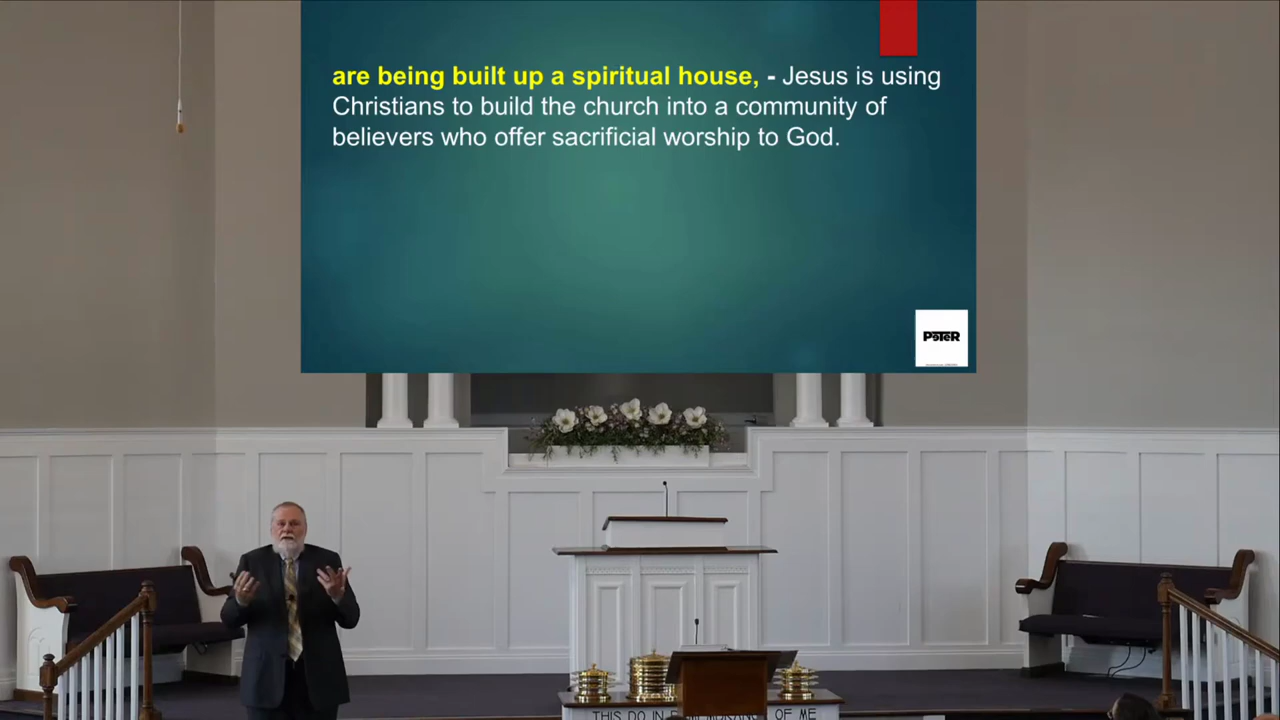 are being built up a spiritual house, - Jesus is using
Christians to build the church into a community of
believers who offer sacrificial worship to God.
PeTeR
THIS DO IN REMEMBRANCE OF ME